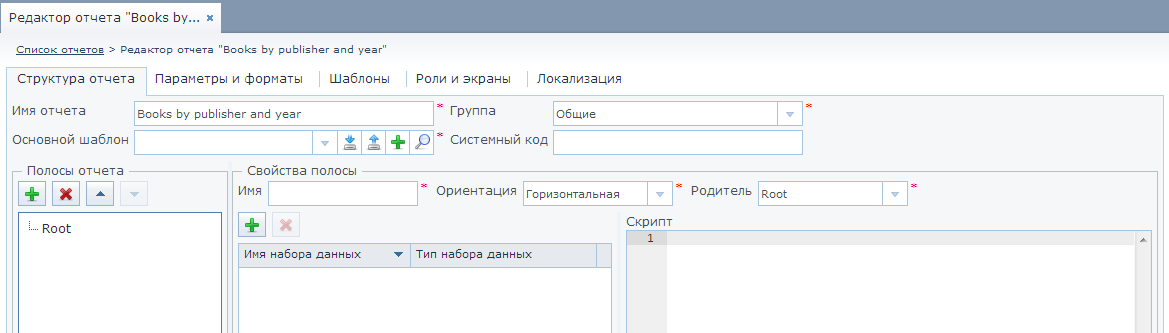 Редактор отчета "Books by...
Список отчетов > Редактор отчета "Books by publisher and year"
Структура отчета Параметры и форматы Шаблоны Роли и экраны Локализация
Имя отчета Books by publisher and year * Группа Общие *
Основной шаблон * Системный код
Полосы отчета Свойства полосы
Имя * Ориентация Горизонтальная * Родитель Root *
Root Скрипт
1
Имя набора данных Тип набора данных